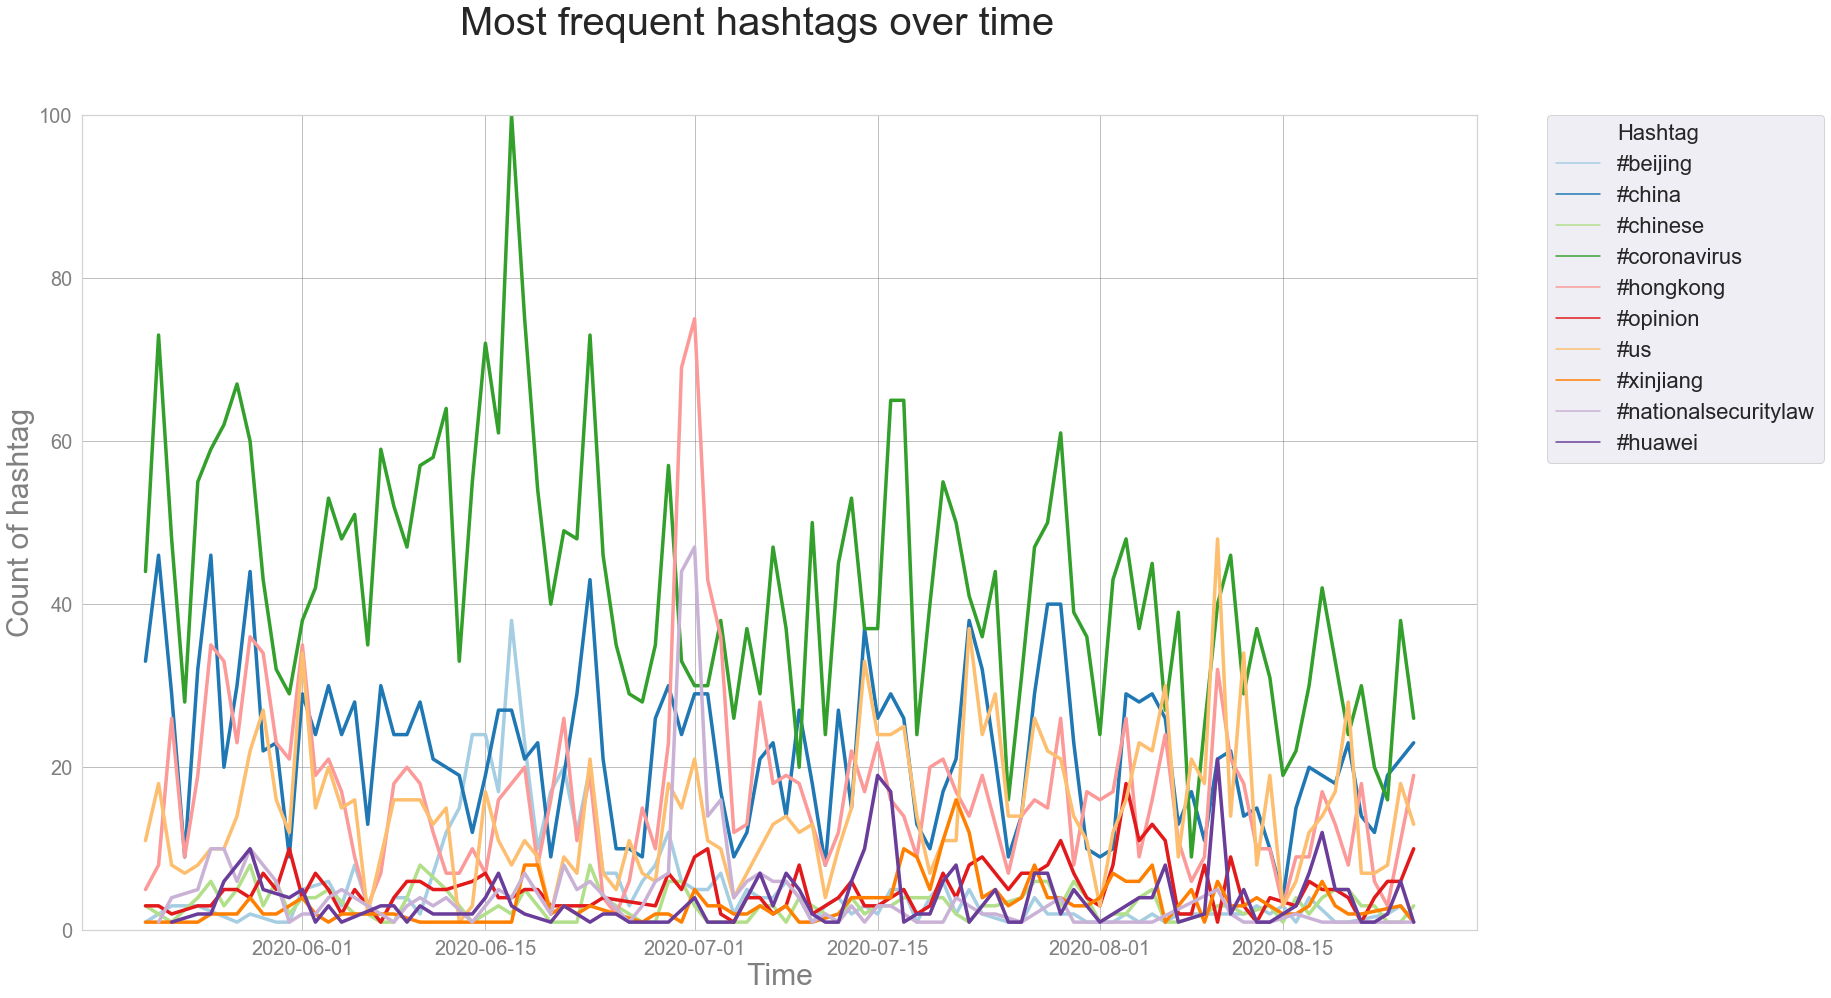 Most frequent hashtags over time
Count of hashtag
100
80
60
40
20
0
2020-06-01
2020-06-15
2020-07-01
2020-07-15
2020-08-01
2020-08-15
Time
Hashtag
#beijing
#china
#chinese
#coronavirus
#hongkong
#opinion
#us
#xinjiang
#nationalsecuritylaw
#huawei